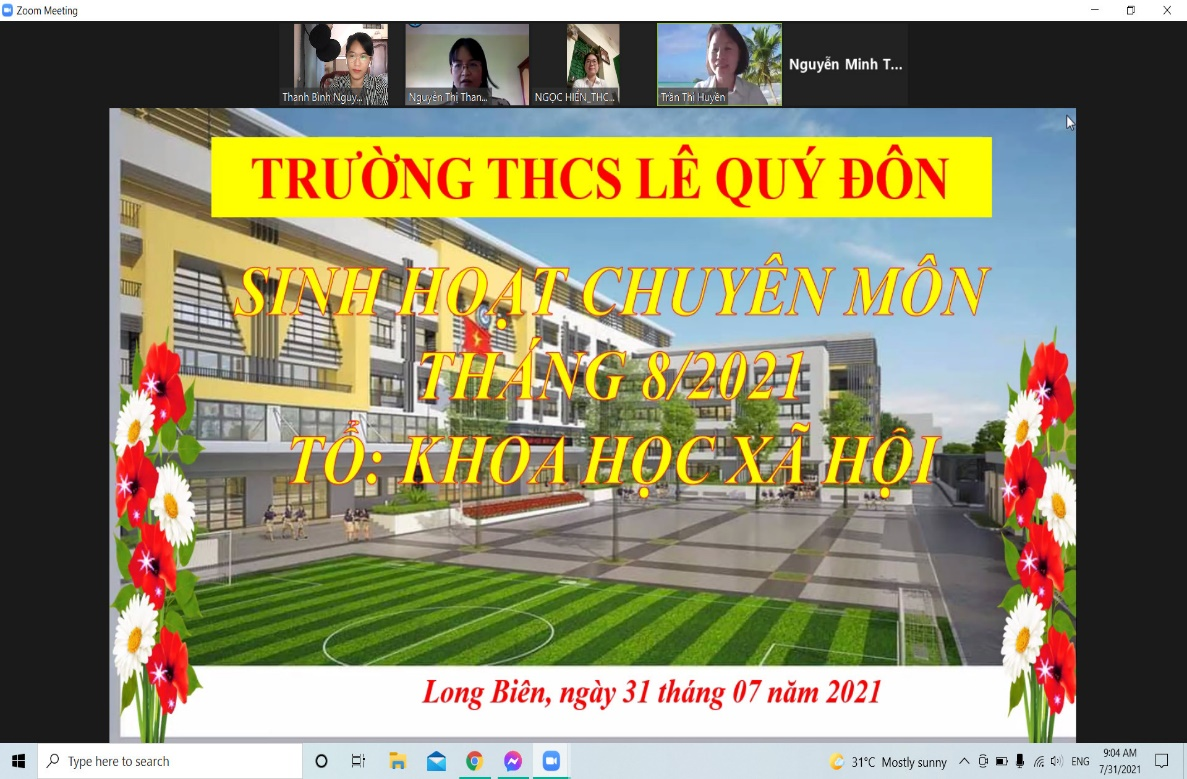 Zoom Meeting
Thanh Bình Nguy...
Nguyễn Thị Than...
NGỌC HIỀN_THC...
Trần Thị Huyền
Nguyễn Minh T...
TRƯỜNG THCS LÊ QUÝ ĐÔN
SINH HOẠT CHUYÊN MÔN
THÁNG 8/2021
TỔ: KHOA HỌC XÃ HỘI
Long Biên, ngày 31 tháng 07 năm 2021
Type here to search
31°C Mostly sunny
ENG
9:04 AM
7/31/2021